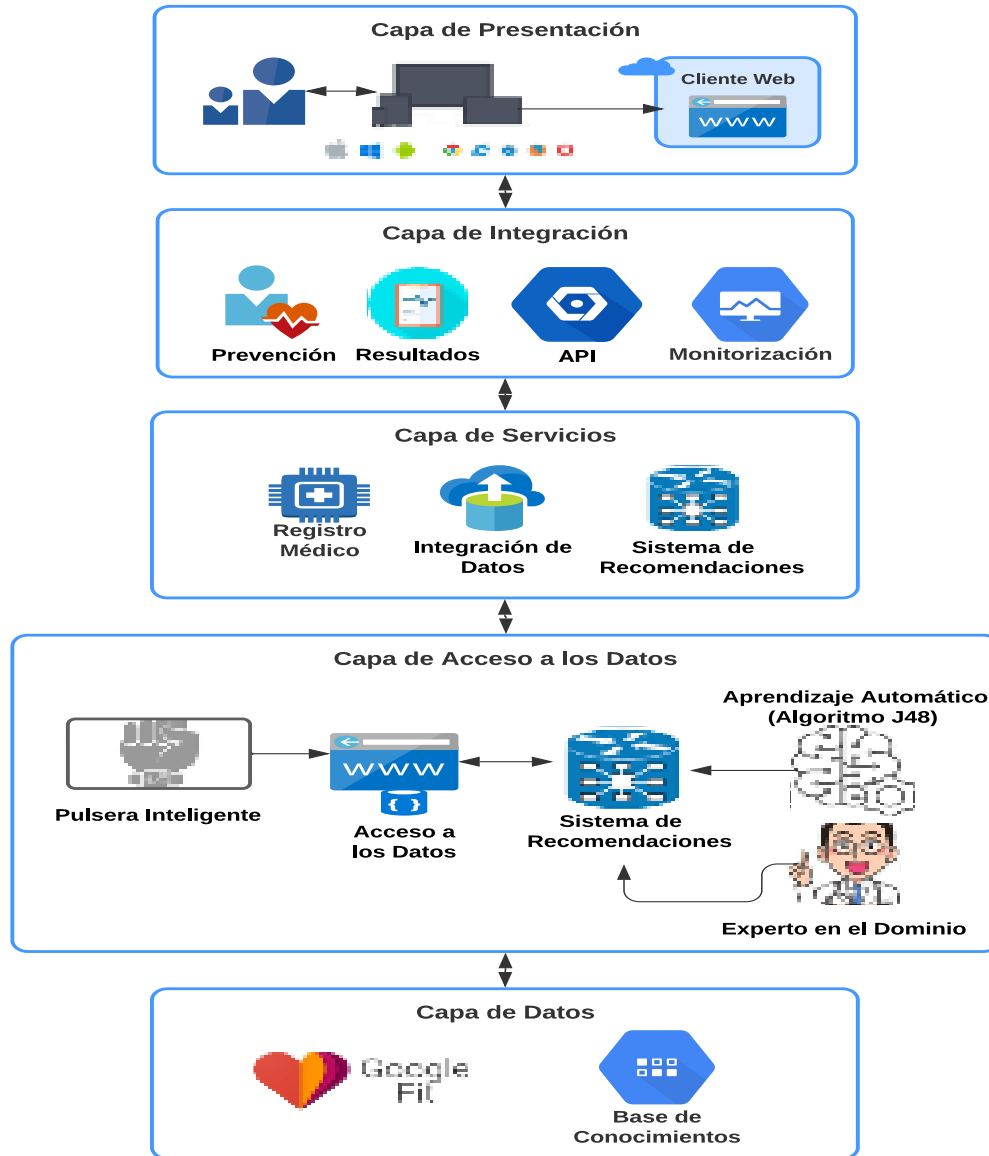 Capa de Presentación
Cliente Web
WWW
Capa de Integración
Prevención
Resultados
API
Monitorización
Capa de Servicios
Registro
Médico
Integración de
Datos
Sistema de
Recomendaciones
Capa de Acceso a los Datos
Aprendizaje Automático
(Algoritmo J48)
WWW
{ }
Pulsera Inteligente
Acceso a
los Datos
Sistema de
Recomendaciones
Experto en el Dominio
Capa de Datos
Google
Fit
Base de
Conocimientos